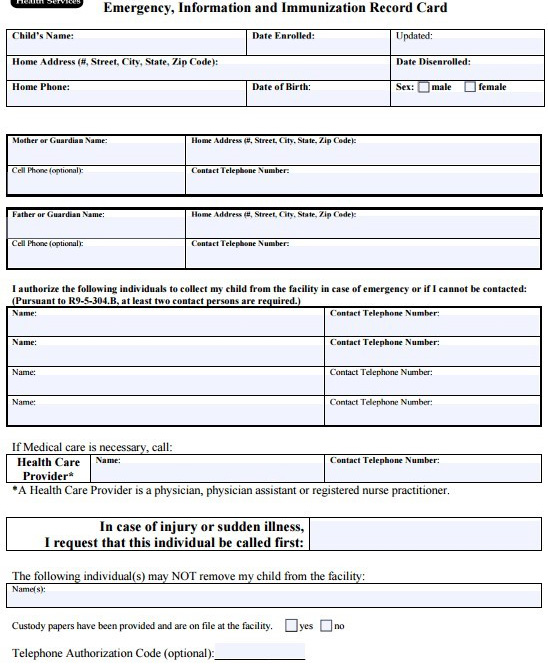 Health Services
Emergency, Information and Immunization Record Card
Child's Name: Date Enrolled: Updated:
Home Address (#, Street, City, State, Zip Code): Date Disenrolled:
Home Phone: Date of Birth: Sex: male female
Mother or Guardian Name: Home Address (#, Street, City, State, Zip Code):
Cell Phone (optional): Contact Telephone Number:
Father or Guardian Name: Home Address (#, Street, City, State, Zip Code):
Cell Phone (optional): Contact Telephone Number:
I authorize the following individuals to collect my child from the facility in case of emergency or if I cannot be contacted:
(Pursuant to R9-5-304.B, at least two contact persons are required.)
Name: Contact Telephone Number:
Name: Contact Telephone Number:
Name: Contact Telephone Number:
Name: Contact Telephone Number:
If Medical care is necessary, call:
Health Care Name: Contact Telephone Number:
Provider*
*A Health Care Provider is a physician, physician assistant or registered nurse practitioner.
In case of injury or sudden illness,
I request that this individual be called first:
The following individual(s) may NOT remove my child from the facility:
Name(s):
Custody papers have been provided and are on file at the facility. yes no
Telephone Authorization Code (optional):